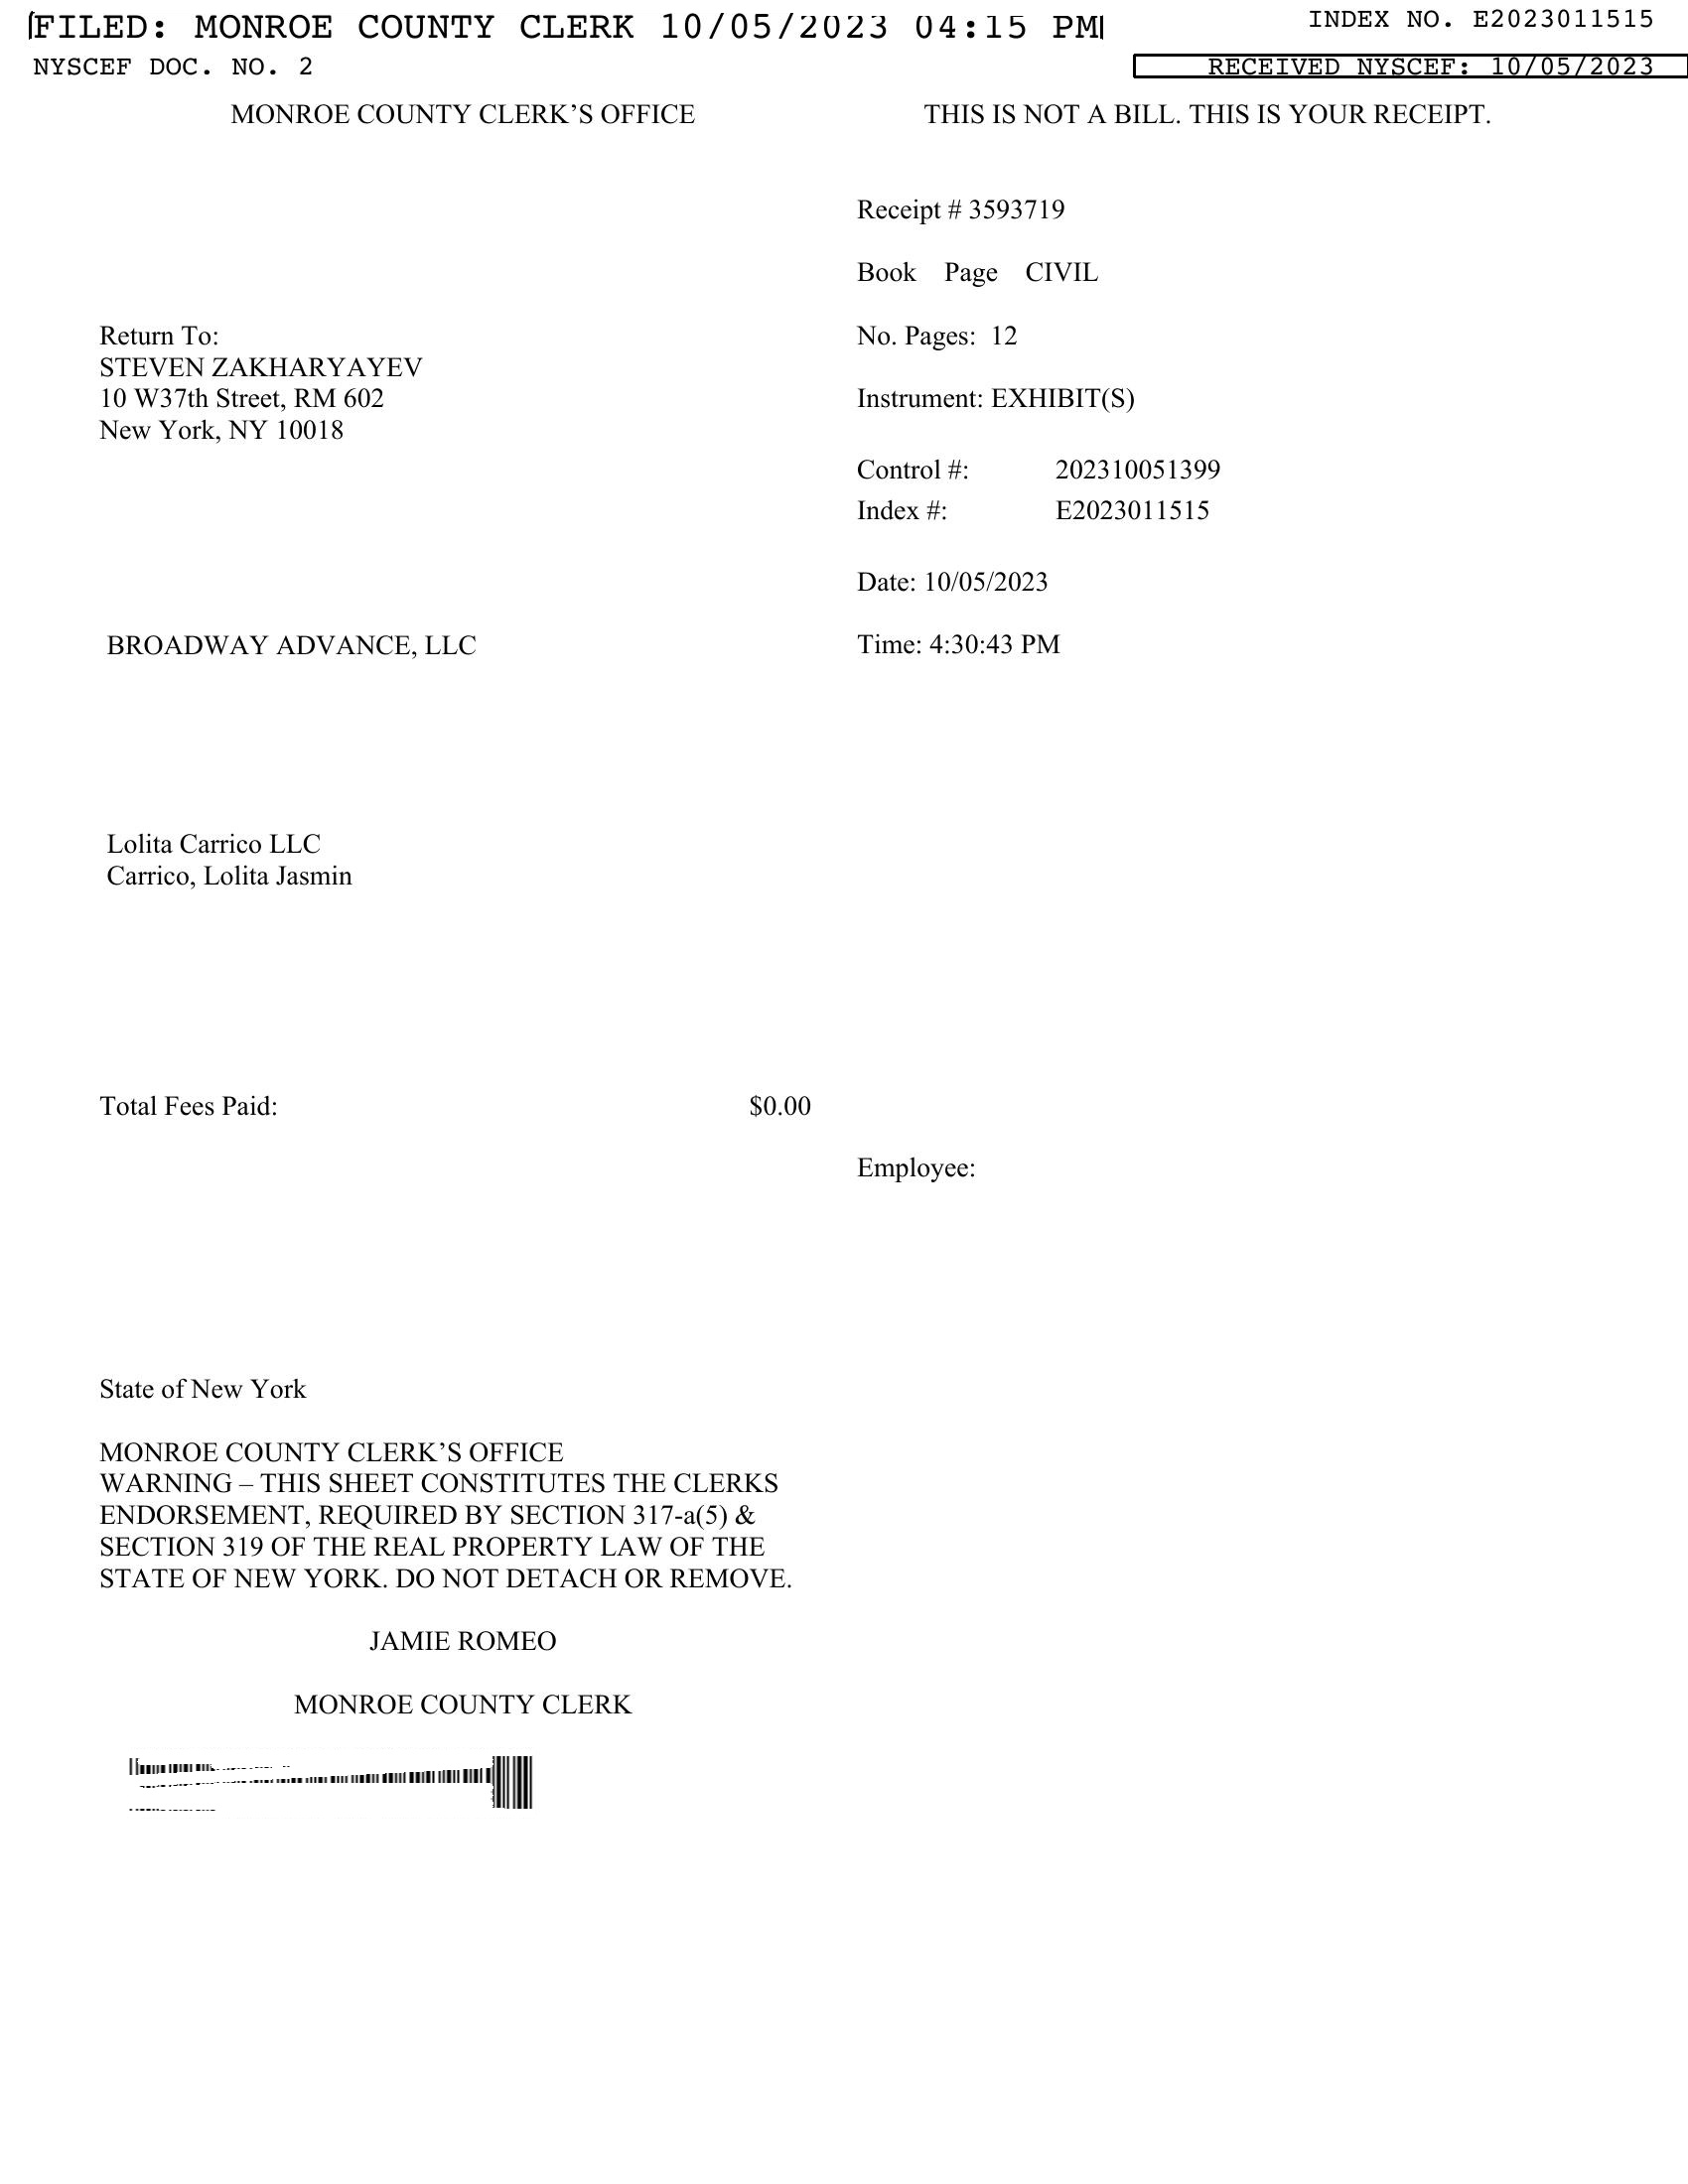 FILED: MONROE COUNTY CLERK 10/05/2023 04:15 PM
INDEX NO. E2023011515
NYSCEF DOC. NO. 2
RECEIVED NYSCEF: 10/05/2023
MONROE COUNTY CLERK’S OFFICE
THIS IS NOT A BILL. THIS IS YOUR RECEIPT.
Receipt # 3593719
Book Page CIVIL
Return To:
STEVEN ZAKHARYAYEV
10 W37th Street, RM 602
New York, NY 10018
No. Pages: 12
Instrument: EXHIBIT(S)
Control #: 202310051399
Index #: E2023011515
Date: 10/05/2023
BROADWAY ADVANCE, LLC
Time: 4:30:43 PM
Lolita Carrico LLC
Carrico, Lolita Jasmin
Total Fees Paid: $0.00
Employee:
State of New York
MONROE COUNTY CLERK’S OFFICE
WARNING – THIS SHEET CONSTITUTES THE CLERKS
ENDORSEMENT, REQUIRED BY SECTION 317-a(5) &
SECTION 319 OF THE REAL PROPERTY LAW OF THE
STATE OF NEW YORK. DO NOT DETACH OR REMOVE.
JAMIE ROMEO
MONROE COUNTY CLERK